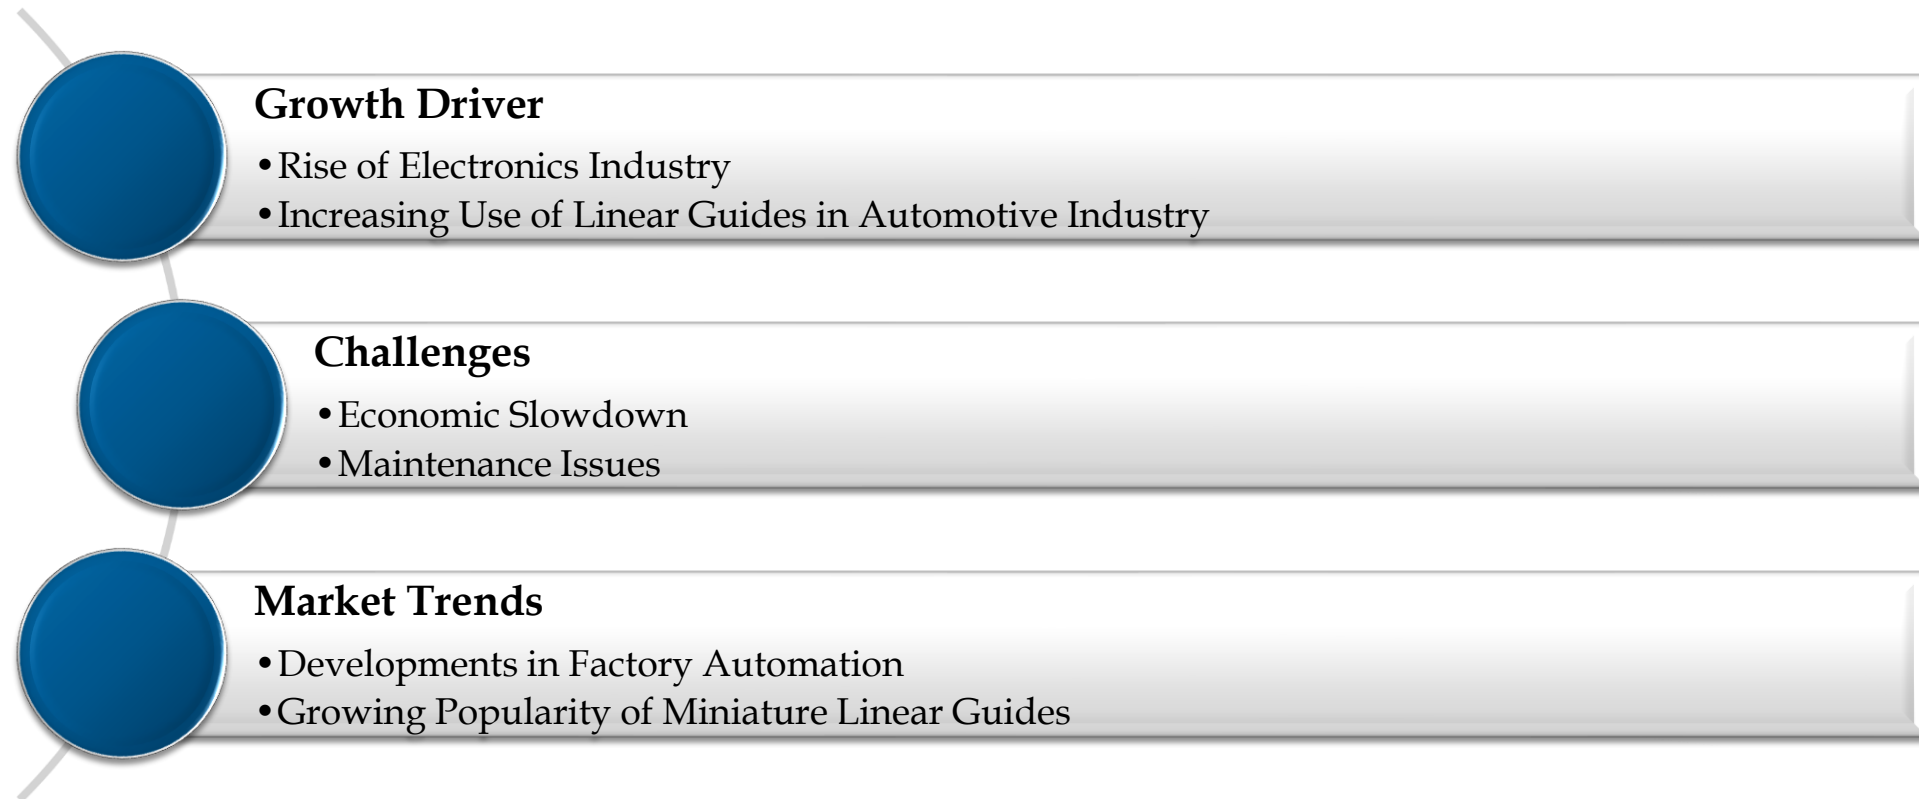 Growth Driver
•Rise of Electronics Industry
•Increasing Use of Linear Guides in Automotive Industry
Challenges
•Economic Slowdown
•Maintenance Issues
Market Trends
•Developments in Factory Automation
•Growing Popularity of Miniature Linear Guides